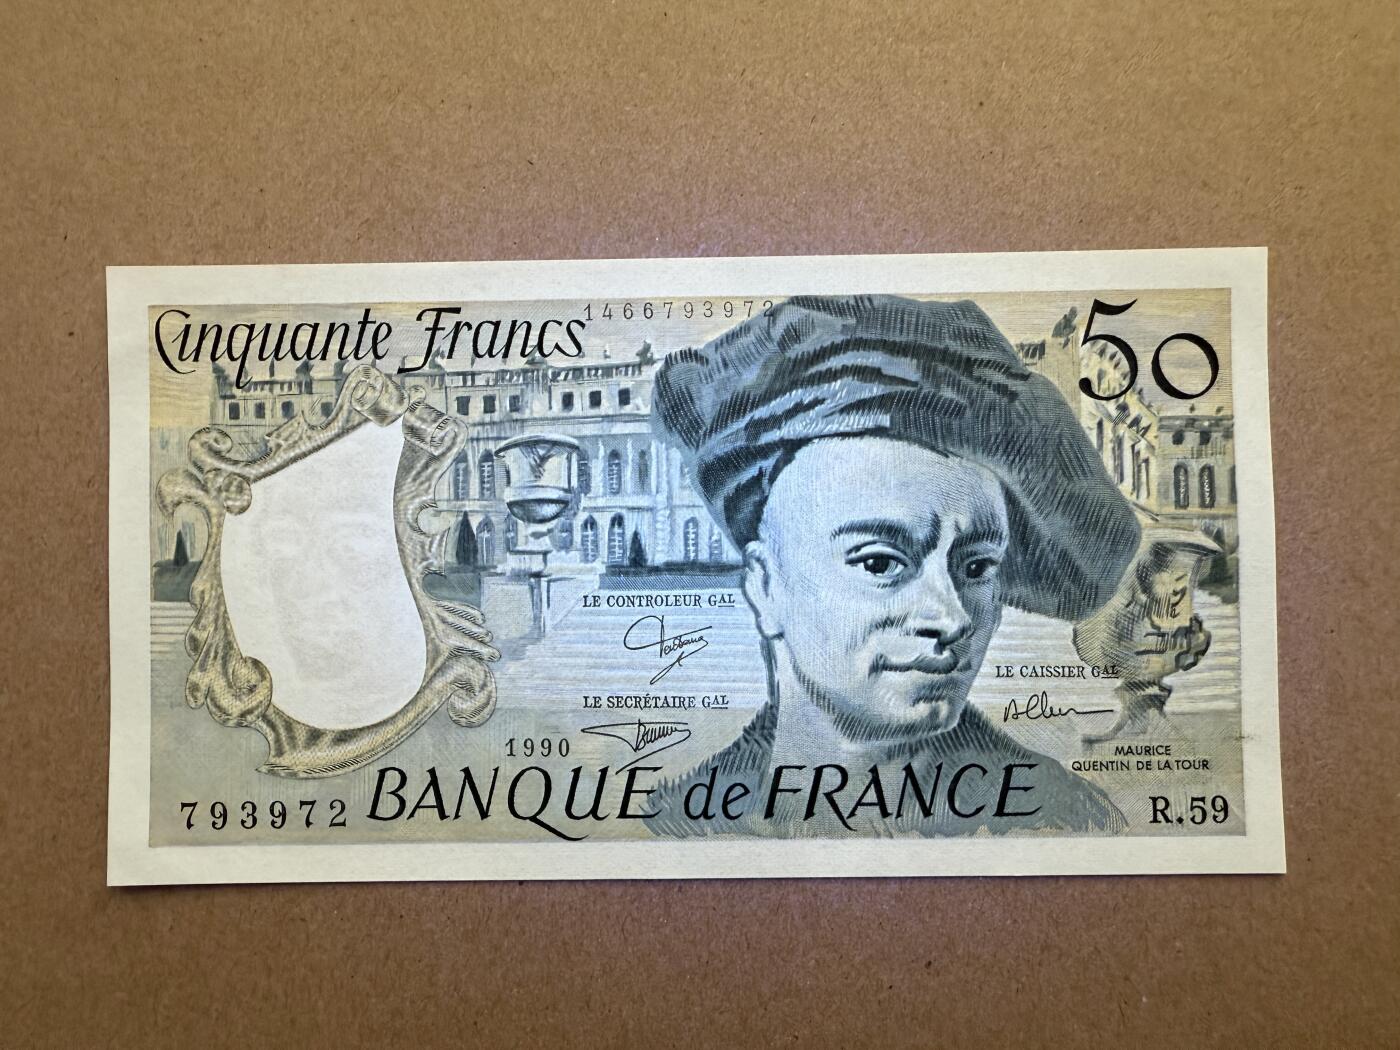 Cinquante Francs
1466793972
50
LE CONTROLEUR GAL
LE SECRÉTAIRE GAL
LE CAISSIER GAL
1990
MAURICE
QUENTIN DE LA TOUR
793972
BANQUE de FRANCE
R.59